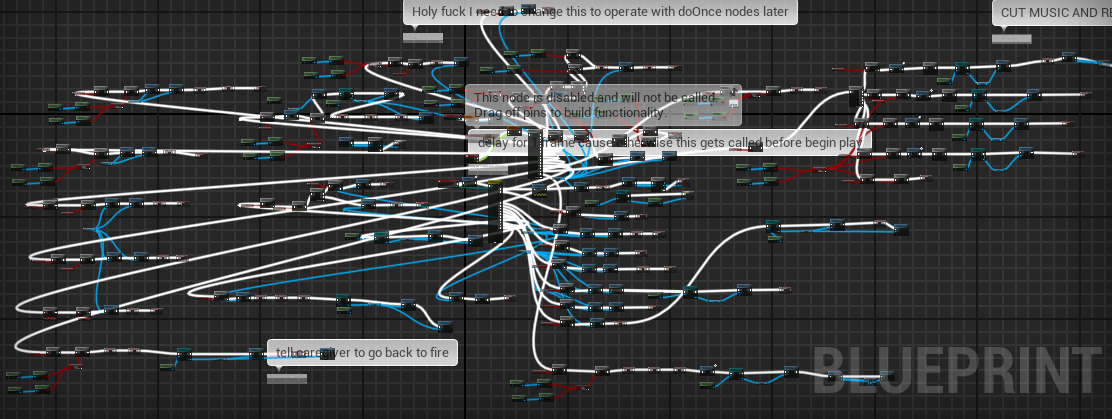 Holy fuck I need to change this to operate with doOnce nodes later
CUT MUSIC AND
This node is disabled and will not be called.
Drag off pins to build functionality.
delay for 1 frame cause otherwise this gets called before begin play
tell caregiver to go back to fire
BLUEPRINT